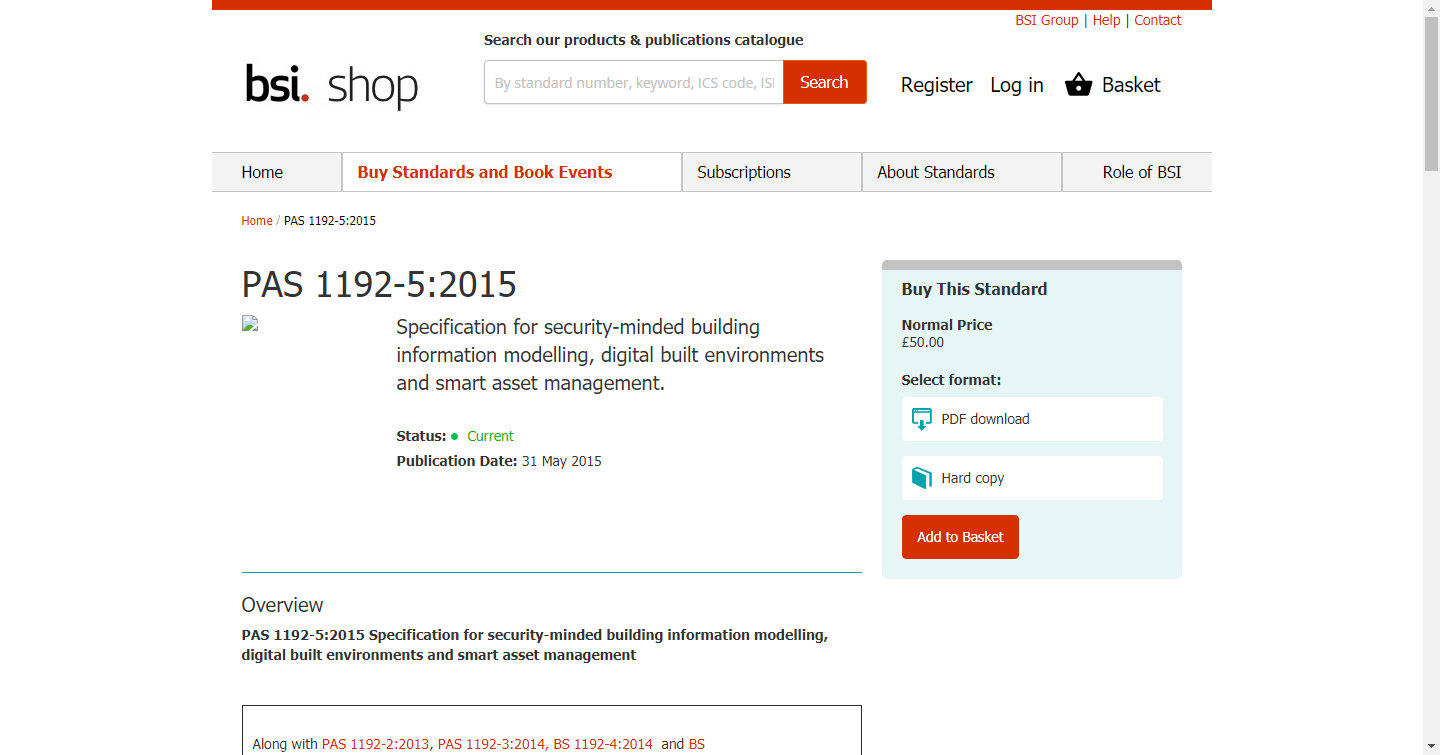 BSI Group | Help | Contact
Search our products & publications catalogue
bsi. shop
By standard number, keyword, ICS code, ISI
Search
Register
Log in
Basket
Home
Buy Standards and Book Events
Subscriptions
About Standards
Role of BSI
Home / PAS 1192-5:2015
PAS 1192-5:2015
Specification for security-minded building
information modelling, digital built environments
and smart asset management.
Status: Current
Publication Date: 31 May 2015
Buy This Standard
Normal Price
£50.00
Select format:
PDF download
Hard copy
Add to Basket
Overview
PAS 1192-5:2015 Specification for security-minded building information modelling,
digital built environments and smart asset management
Along with PAS 1192-2:2013, PAS 1192-3:2014, BS 1192-4:2014 and BS